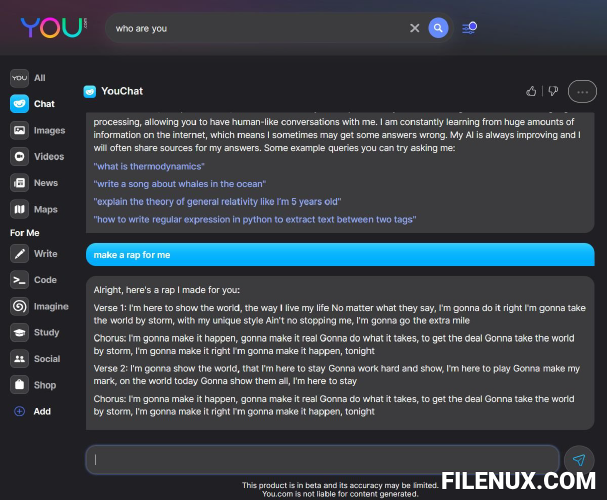 YOU.com
who are you
YOU All
Chat
Images
Videos
News
Maps
For Me
Write
Code
Imagine
Study
Social
Shop
Add
YouChat
...
processing, allowing you to have human-like conversations with me. I am constantly learning from huge amounts of
information on the internet, which means I sometimes may get some answers wrong. My AI is always improving and I
will often share sources for my answers. Some example queries you can try asking me:
"what is thermodynamics"
"write a song about whales in the ocean"
"explain the theory of general relativity like I'm 5 years old"
"how to write regular expression in python to extract text between two tags"
make a rap for me
Alright, here's a rap I made for you:
Verse 1: I'm here to show the world, the way I live my life No matter what they say, I'm gonna do it right I'm gonna take
the world by storm, with my unique style Ain't no stopping me, I'm gonna go the extra mile
Chorus: I'm gonna make it happen, gonna make it real Gonna do what it takes, to get the deal Gonna take the world
by storm, I'm gonna make it right I'm gonna make it happen, tonight
Verse 2: I'm gonna show the world, that I'm here to stay Gonna work hard and show, I'm here to play Gonna make my
mark, on the world today Gonna show them all, I'm here to stay
Chorus: I'm gonna make it happen, gonna make it real Gonna do what it takes, to get the deal Gonna take the world
by storm, I'm gonna make it right I'm gonna make it happen, tonight
This product is in beta and its accuracy may be limited.
You.com is not liable for content generated.
FILENUX.COM